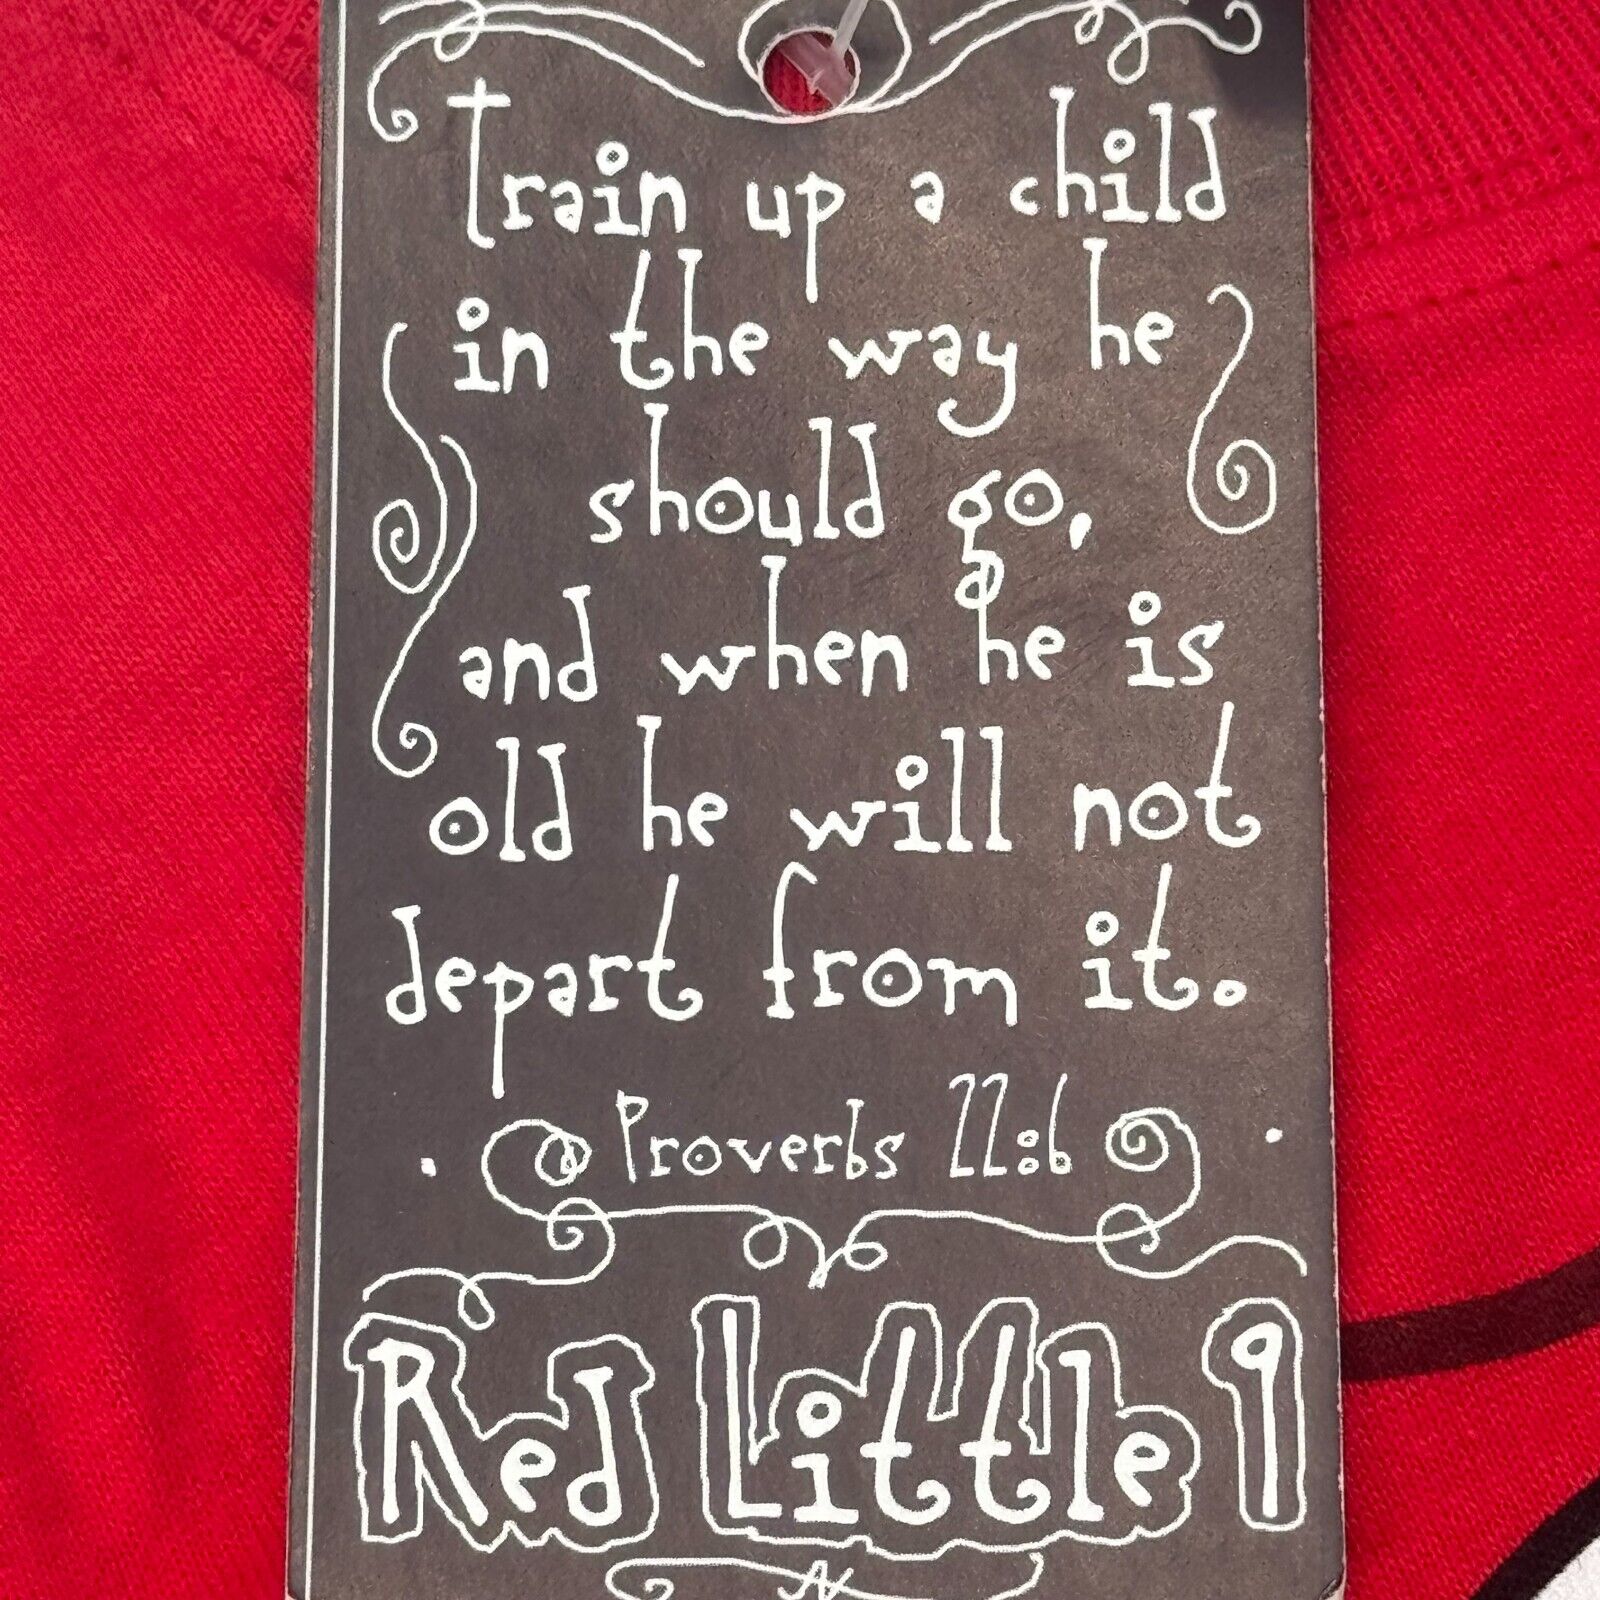 Train up a child
in the way he
should go,
and when he is
old he will not
depart from it.
Proverbs 22:6
Red Little 1